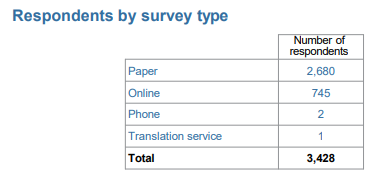 Respondents by survey type
Number of
respondents
Paper 2,680
Online 745
Phone 2
Translation service 1
Total 3,428